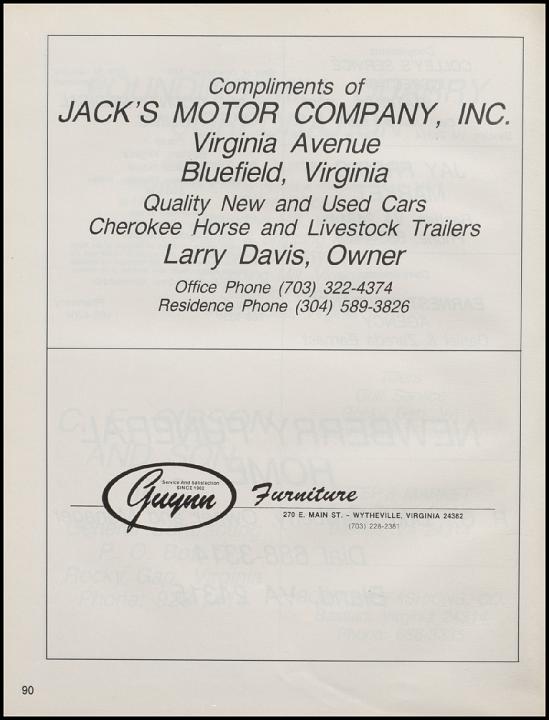 Compliments of
JACK'S MOTOR COMPANY, INC.
Virginia Avenue
Bluefield, Virginia
Quality New and Used Cars
Cherokee Horse and Livestock Trailers
Larry Davis, Owner
Office Phone (703) 322-4374
Residence Phone (304) 589-3826
Service And Satisfaction
SINCE
Guynn Furniture
270 E. MAIN ST. - WYTHEVILLE, VIRGINIA 24382
(703) 228-2381
90